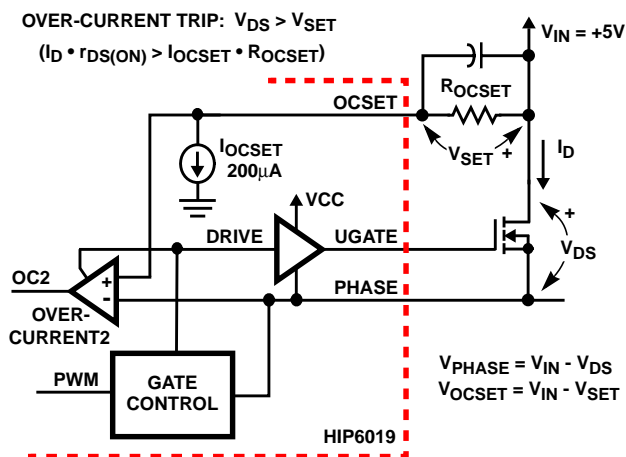 OVER-CURRENT TRIP: VDS > VSET
(ID • rDS(ON) > IOCSET • ROCSET)
VIN = +5V
OCSET
ROCSET
IOCSET
200µA
VSET
+
ID
VCC
+
DRIVE
UGATE
VDS
OC2
+
-
PHASE
OVER-
CURRENT2
PWM
GATE
CONTROL
VPHASE = VIN - VDS
VOCSET = VIN - VSET
HIP6019